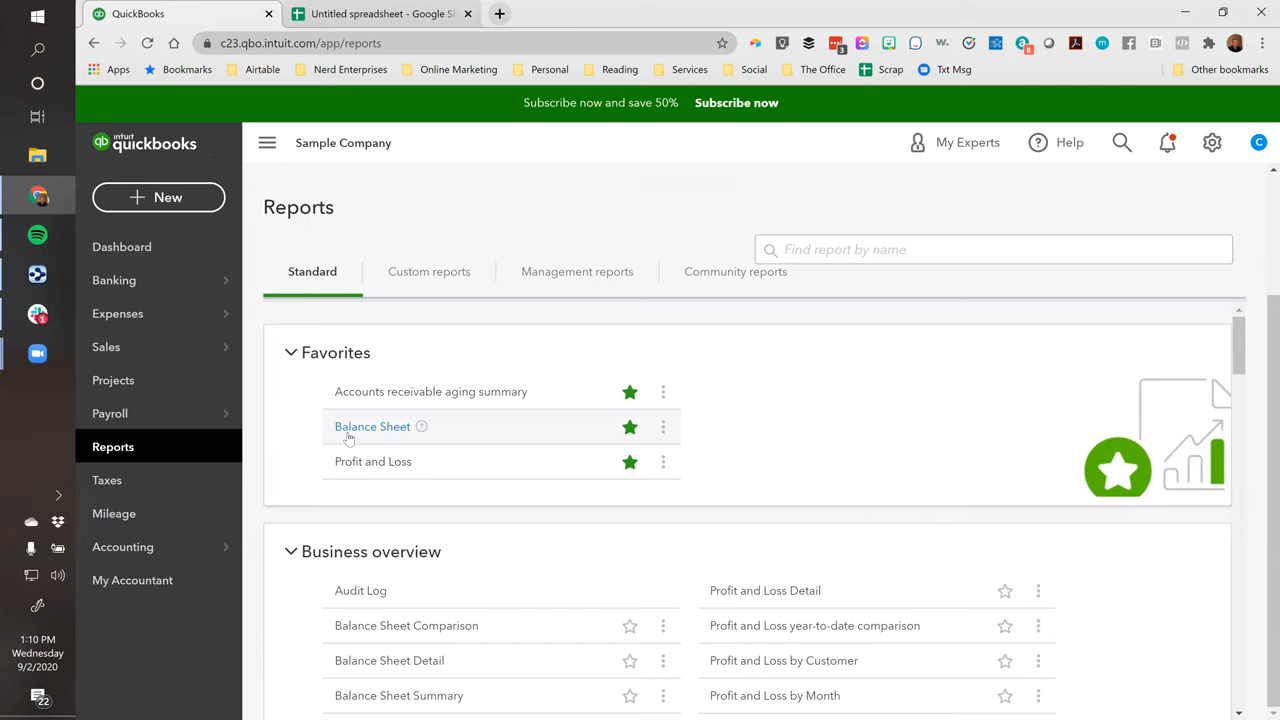 QuickBooks
Untitled spreadsheet - Google Sh
c23.qbo.intuit.com/app/reports
3
W.
8
Apps
Bookmarks
Airtable
Nerd Enterprises
Online Marketing
Personal
Reading
Services
Social
The Office
Scrap
Txt Msg
Other bookmarks
Subscribe now and save 50% Subscribe now
intuit
quickbooks
Sample Company
My Experts
Help
C
New
Dashboard
Banking
Expenses
Sales
Projects
Payroll
Reports
Taxes
Mileage
Accounting
My Accountant
1
1:10 PM
Wednesday
9/2/2020
22
Reports
Find report by name
Standard
Custom reports
Management reports
Community reports
Favorites
Accounts receivable aging summary
Balance Sheet
Profit and Loss
Business overview
Audit Log
Profit and Loss Detail
Balance Sheet Comparison
Profit and Loss year-to-date comparison
Balance Sheet Detail
Profit and Loss by Customer
Balance Sheet Summary
Profit and Loss by Month